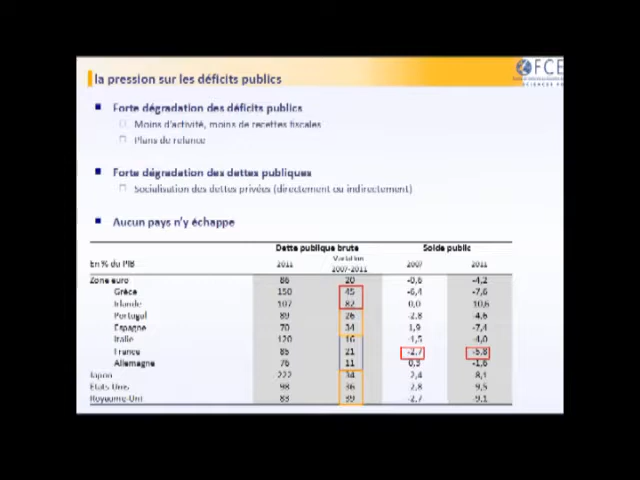 la pression sur les déficits publics
OFCE
Forte dégradation des déficits publics
Moins d'activité, moins de recettes fiscales
Plans de relance
Forte dégradation des dettes publiques
Socialisation des dettes privées (directement ou indirectement)
Aucun pays n'y échappe
Dette publique brute Solde public
En % du PIB 2011 Variation 2007-2011 2007 2011
Zone euro 86 20 -0,6 -4,2
Grèce 150 45 -6,4 -7,6
Irlande 107 82 0,0 10,6
Portugal 89 26 -2,8 -4,6
Espagne 70 34 1,9 -7,4
Italie 120 16 -1,5 -4,0
France 85 21 -2,7 -5,8
Allemagne 76 11 0,3 -1,6
Japon 222 34 2,4 8,1
Etats Unis 98 36 2,8 9,5
Royaume-Uni 83 39 -2,7 -9,1